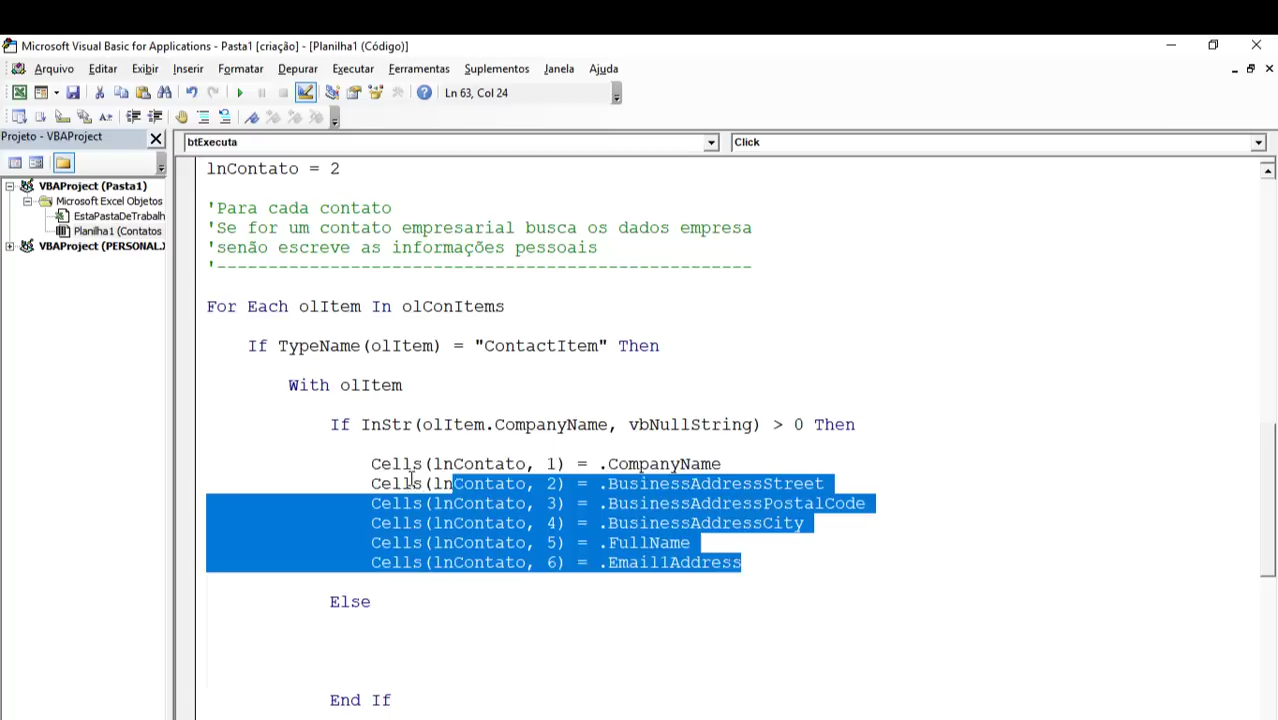 Microsoft Visual Basic for Applications - Pasta1 [criação] - [Planilha1 (Código)]
Arquivo Editar Exibir Inserir Formatar Depurar Executar Ferramentas Suplementos Janela Ajuda
Ln 63, Col 24
Projeto - VBAProject
btExecuta
Click
VBAProject (Pasta1)
Microsoft Excel Objetos
EstaPastaDeTrabalh
Planilha1 (Contatos
VBAProject (PERSONAL.
lnContato = 2
'Para cada contato
'Se for um contato empresarial busca os dados empresa
'senão escreve as informações pessoais
'----------------------------------------------------
For Each olItem In olConItems
If TypeName(olItem) = "ContactItem" Then
With olItem
If InStr(olItem.CompanyName, vbNullString) > 0 Then
Cells(lnContato, 1) = .CompanyName
Cells(lnContato, 2) = .BusinessAddressStreet
Cells(lnContato, 3) = .BusinessAddressPostalCode
Cells(lnContato, 4) = .BusinessAddressCity
Cells(lnContato, 5) = .FullName
Cells(lnContato, 6) = .Email1Address
Else
End If